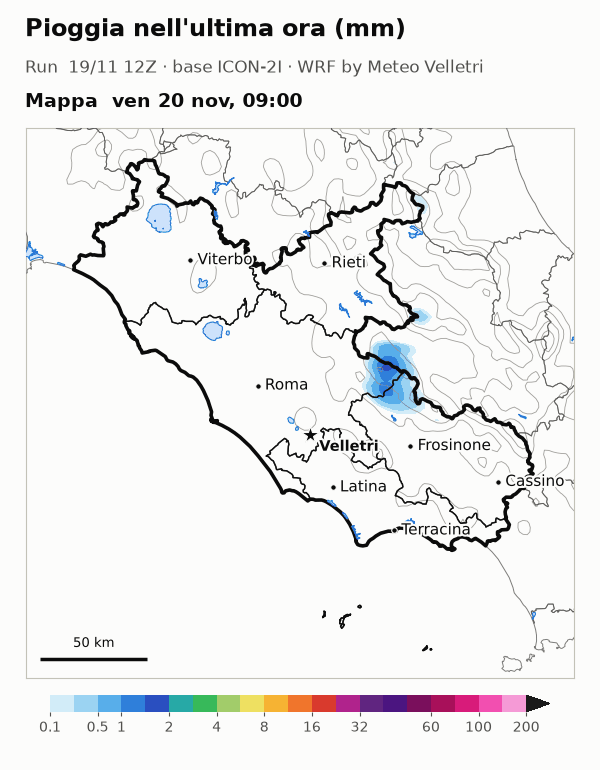 Pioggia nell'ultima ora (mm)
Run  19/11 12Z · base ICON-2I · WRF by Meteo Velletri
Mappa  ven 20 nov, 09:00
Viterbo
Rieti
Roma
Velletri
Frosinone
Cassino
Latina
Terracina
50 km
0.1 0.5 1 2 4 8 16 32 60 100 200